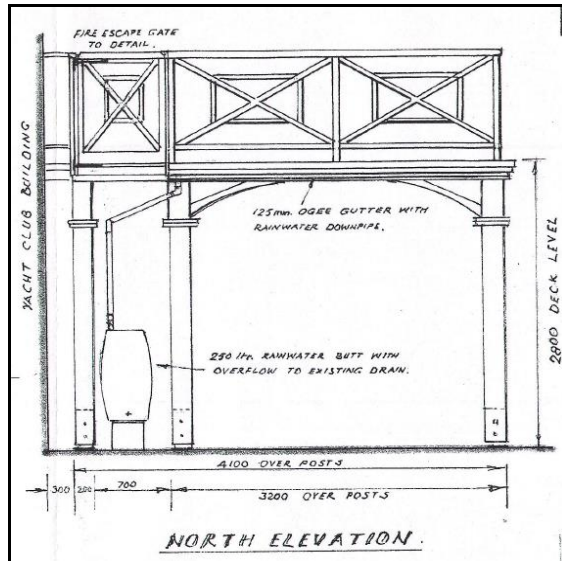 FIRE ESCAPE GATE
TO DETAIL.
YACHT CLUB BUILDING
125mm. OGEE GUTTER WITH
RAINWATER DOWNPIPE.
2800 DECK LEVEL
250 ltr. RAINWATER BUTT WITH
OVERFLOW TO EXISTING DRAIN.
4100 OVER POSTS
300
200
700
3200 OVER POSTS
NORTH ELEVATION.